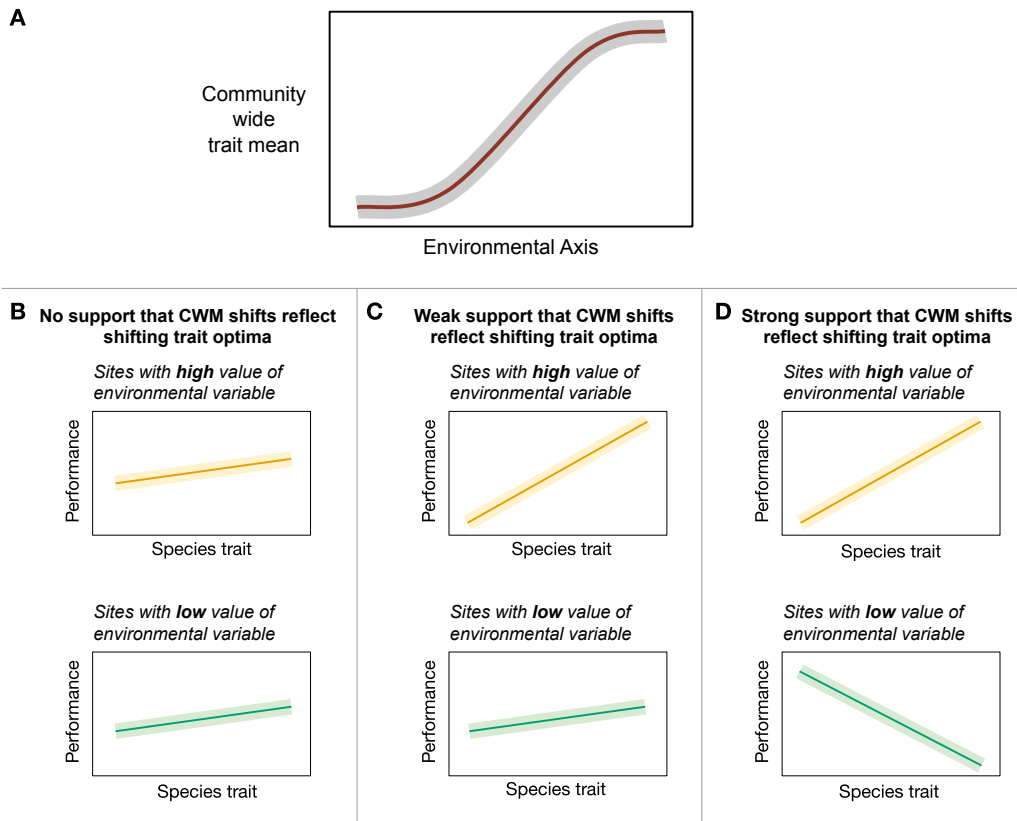 A
Community
wide
trait mean
Environmental Axis
B
No support that CWM shifts reflect
shifting trait optima
Sites with high value of
environmental variable
Performance
Species trait
Sites with low value of
environmental variable
Performance
Species trait
C
Weak support that CWM shifts
reflect shifting trait optima
Sites with high value of
environmental variable
Performance
Species trait
Sites with low value of
environmental variable
Performance
Species trait
D
Strong support that CWM shifts
reflect shifting trait optima
Sites with high value of
environmental variable
Performance
Species trait
Sites with low value of
environmental variable
Performance
Species trait